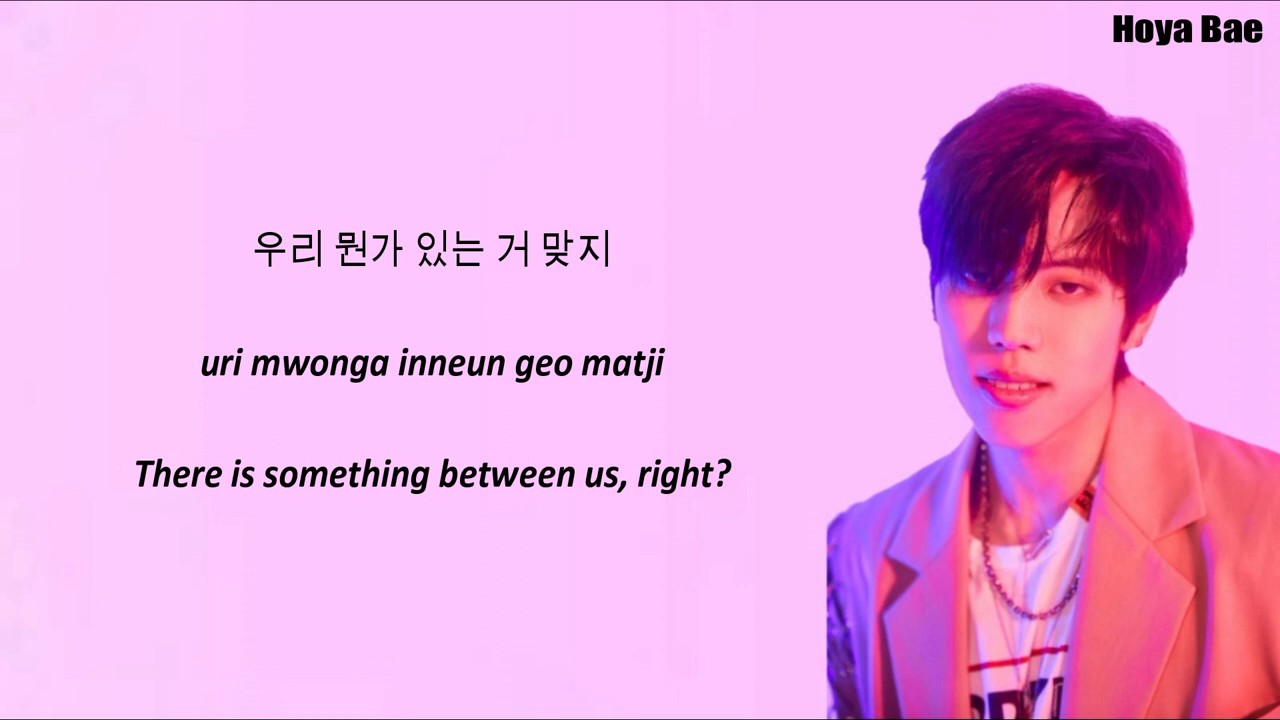 Hoya Bae
우리 뭔가 있는 거 맞지
uri mwonga inneun geo matji
There is something between us, right?